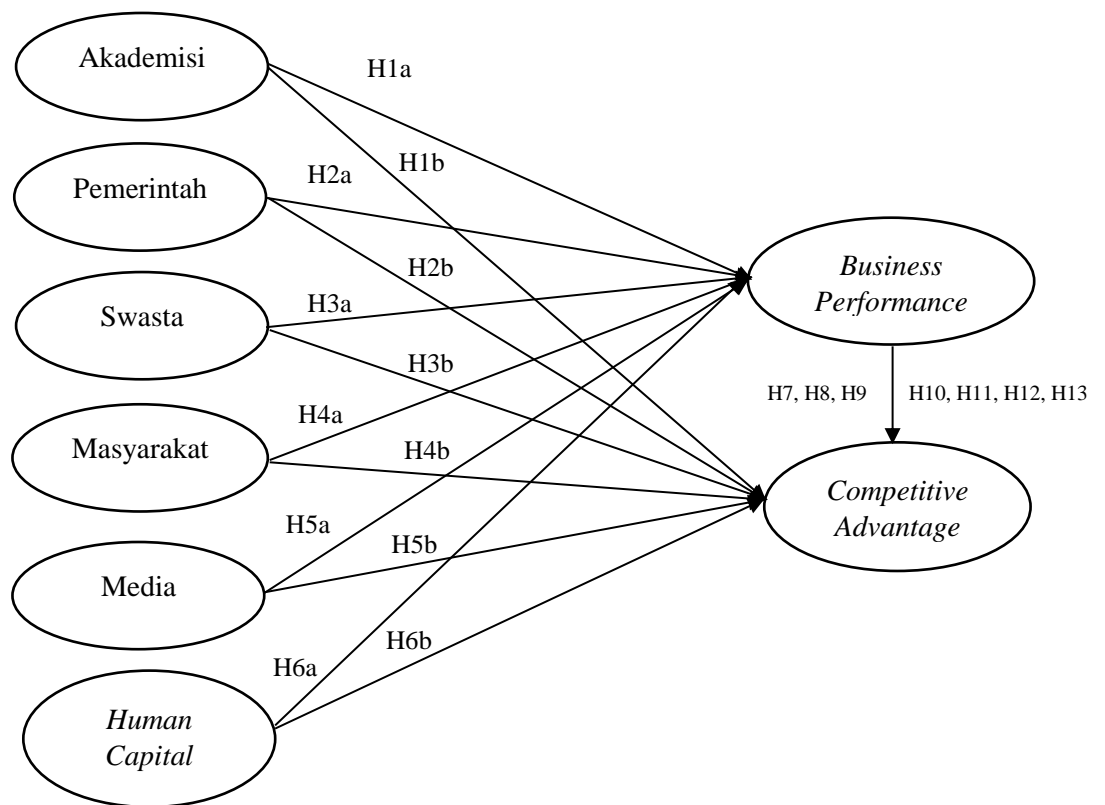 Akademisi
H1a
H1b
Pemerintah
H2a
H2b
Swasta
H3a
H3b
Masyarakat
H4a
H4b
Media
H5a
H5b
Human
Capital
H6a
H6b
Business
Performance
H7, H8, H9
H10, H11, H12, H13
Competitive
Advantage